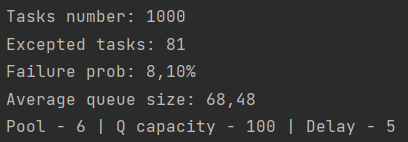 Tasks number: 1000
Excepted tasks: 81
Failure prob: 8,10%
Average queue size: 68,48
Pool - 6 | Q capacity - 100 | Delay - 5